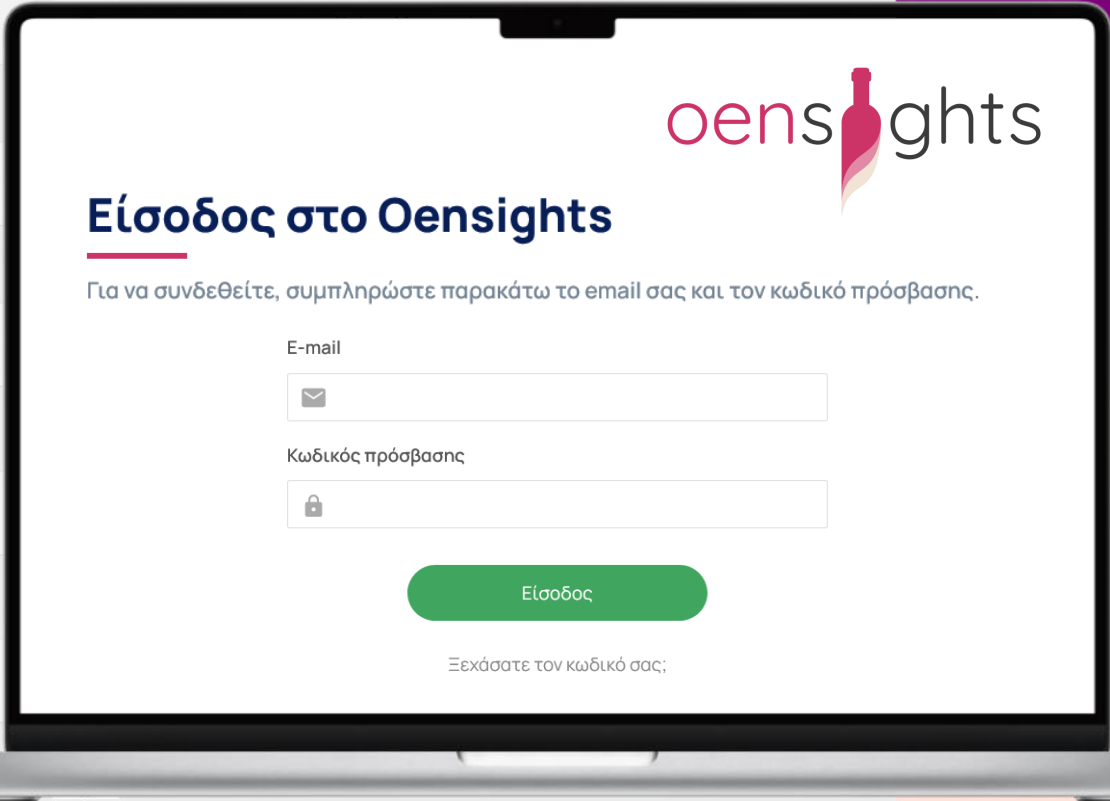 oensights
Είσοδος στο Oensights
Για να συνδεθείτε, συμπληρώστε παρακάτω το email σας και τον κωδικό πρόσβασης.
E-mail
Κωδικός πρόσβασης
Είσοδος
Ξεχάσατε τον κωδικό σας;